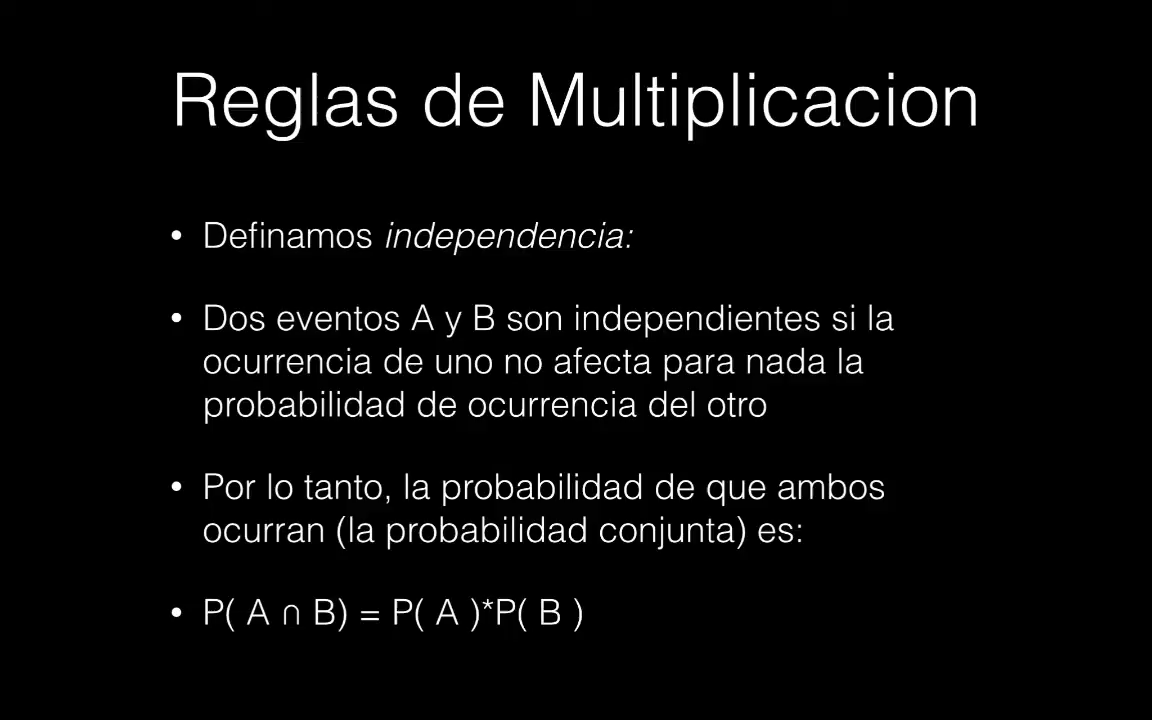 Reglas de Multiplicacion
• Definamos independencia:
• Dos eventos A y B son independientes si la
ocurrencia de uno no afecta para nada la
probabilidad de ocurrencia del otro
• Por lo tanto, la probabilidad de que ambos
ocurran (la probabilidad conjunta) es:
• P( A ∩ B) = P( A )*P( B )